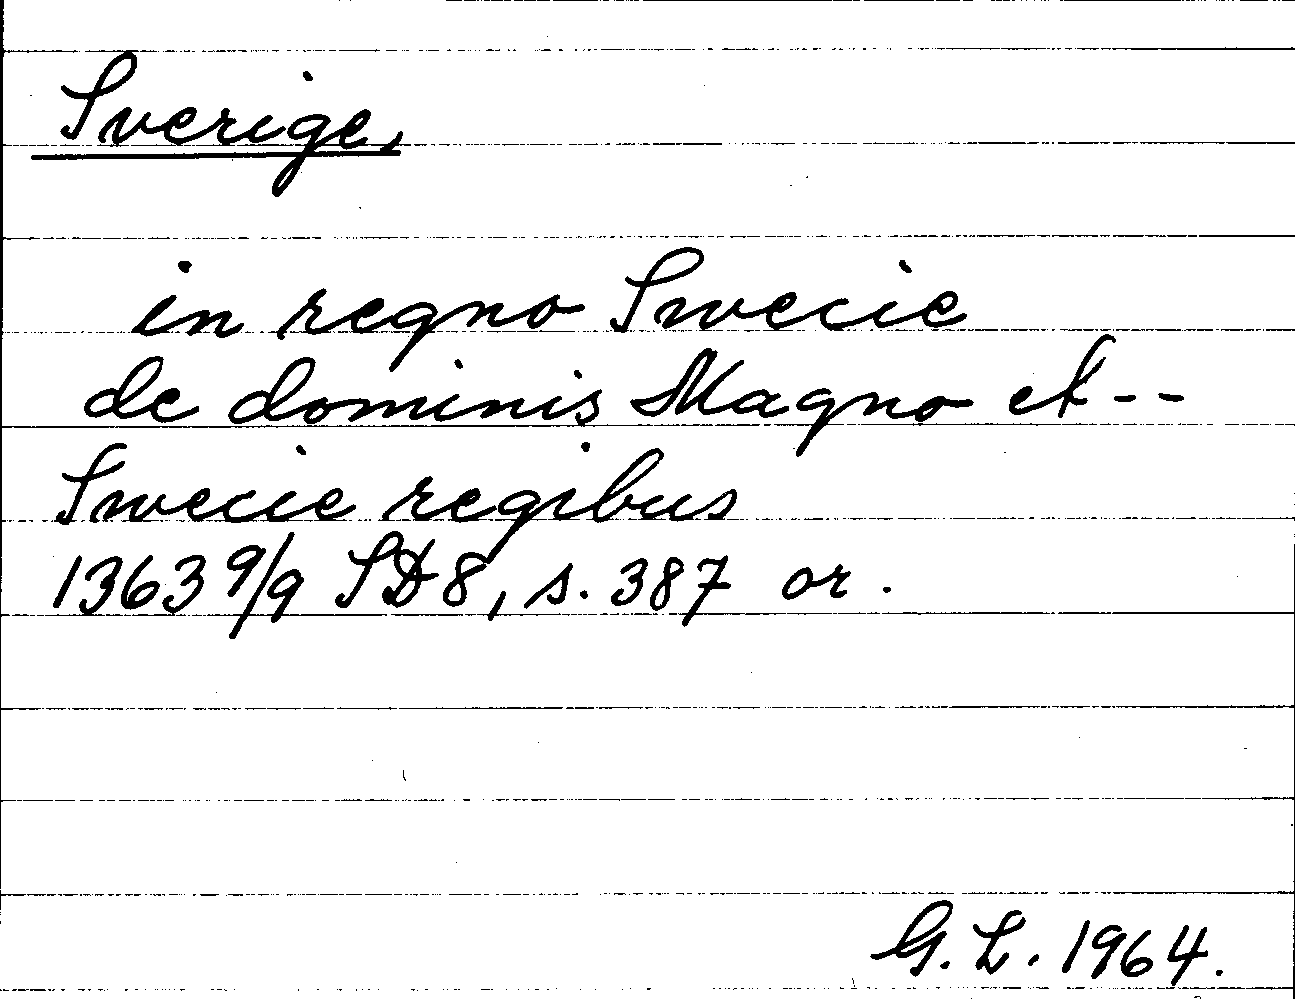 Sverige,
in regno Swecie
de dominis Magno et--
Swecie regibus
1363 9/9 SD 8, s. 387 or.
G. L. 1964.